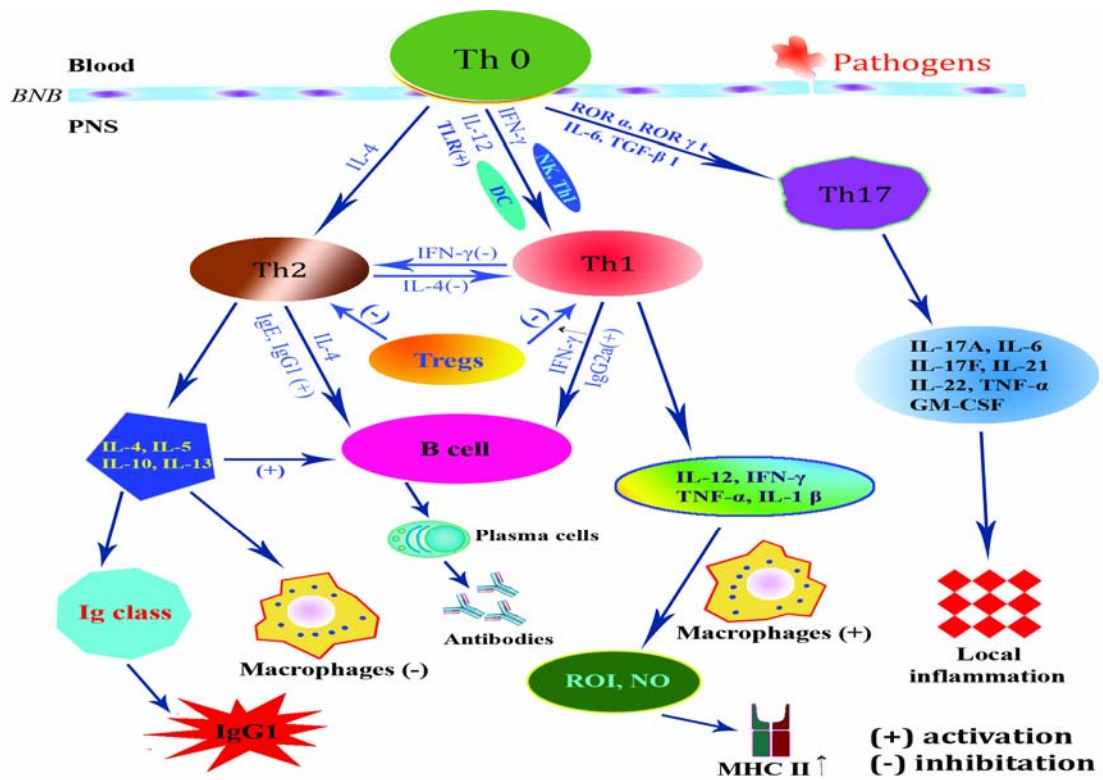 Th 0
Blood
Pathogens
BNB
PNS
IL-4
TLR(+)
IL-12
IFN-γ
DC
NK, Th1
ROR α, ROR γ t
IL-6, TGF-β 1
Th17
Th2
IFN-γ(-)
IL-4(-)
Th1
(-)
(-)
Tregs
IgE, IgG1 (+)
IL-4
IFN-γ
IgG2a(+)
IL-17A, IL-6
IL-17F, IL-21
IL-22, TNF-α
GM-CSF
IL-4, IL-5
IL-10, IL-13
(+)
B cell
IL-12, IFN-γ
TNF-α, IL-1 β
Plasma cells
Ig class
Macrophages (-)
Antibodies
Macrophages (+)
Local
inflammation
ROI, NO
IgG1
MHC II ↑
(+) activation
(-) inhibitation